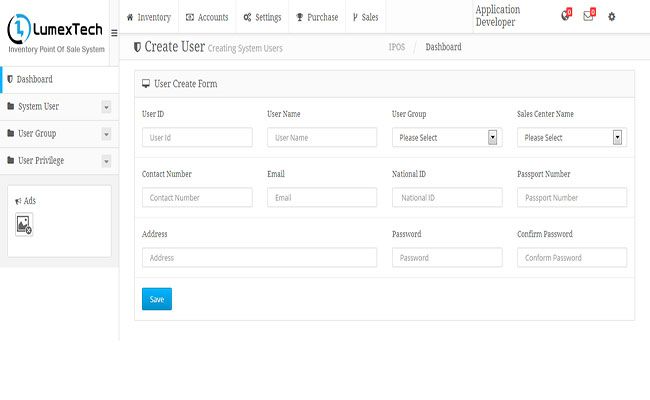 LumexTech
Inventory Point Of Sale System
Inventory Accounts Settings Purchase Sales
Application Developer 0 0
Create User Creating System Users
IPOS / Dashboard
Dashboard
System User
User Group
User Privilege
Ads
User Create Form
User ID User Name User Group Sales Center Name
User Id User Name Please Select Please Select
Contact Number Email National ID Passport Number
Contact Number Email National ID Passport Number
Address Password Confirm Password
Address Password Conform Password
Save